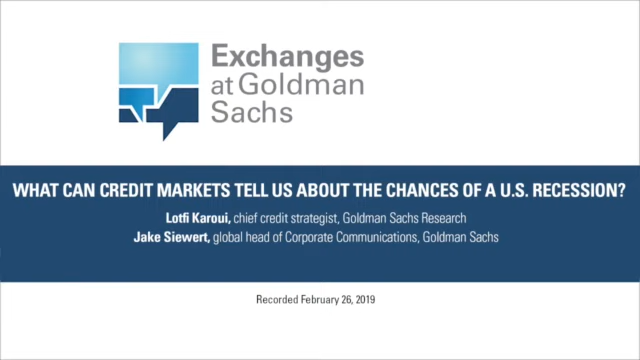 Exchanges
at Goldman
Sachs
WHAT CAN CREDIT MARKETS TELL US ABOUT THE CHANCES OF A U.S. RECESSION?
Lotfi Karoui, chief credit strategist, Goldman Sachs Research
Jake Siewert, global head of Corporate Communications, Goldman Sachs
Recorded February 26, 2019